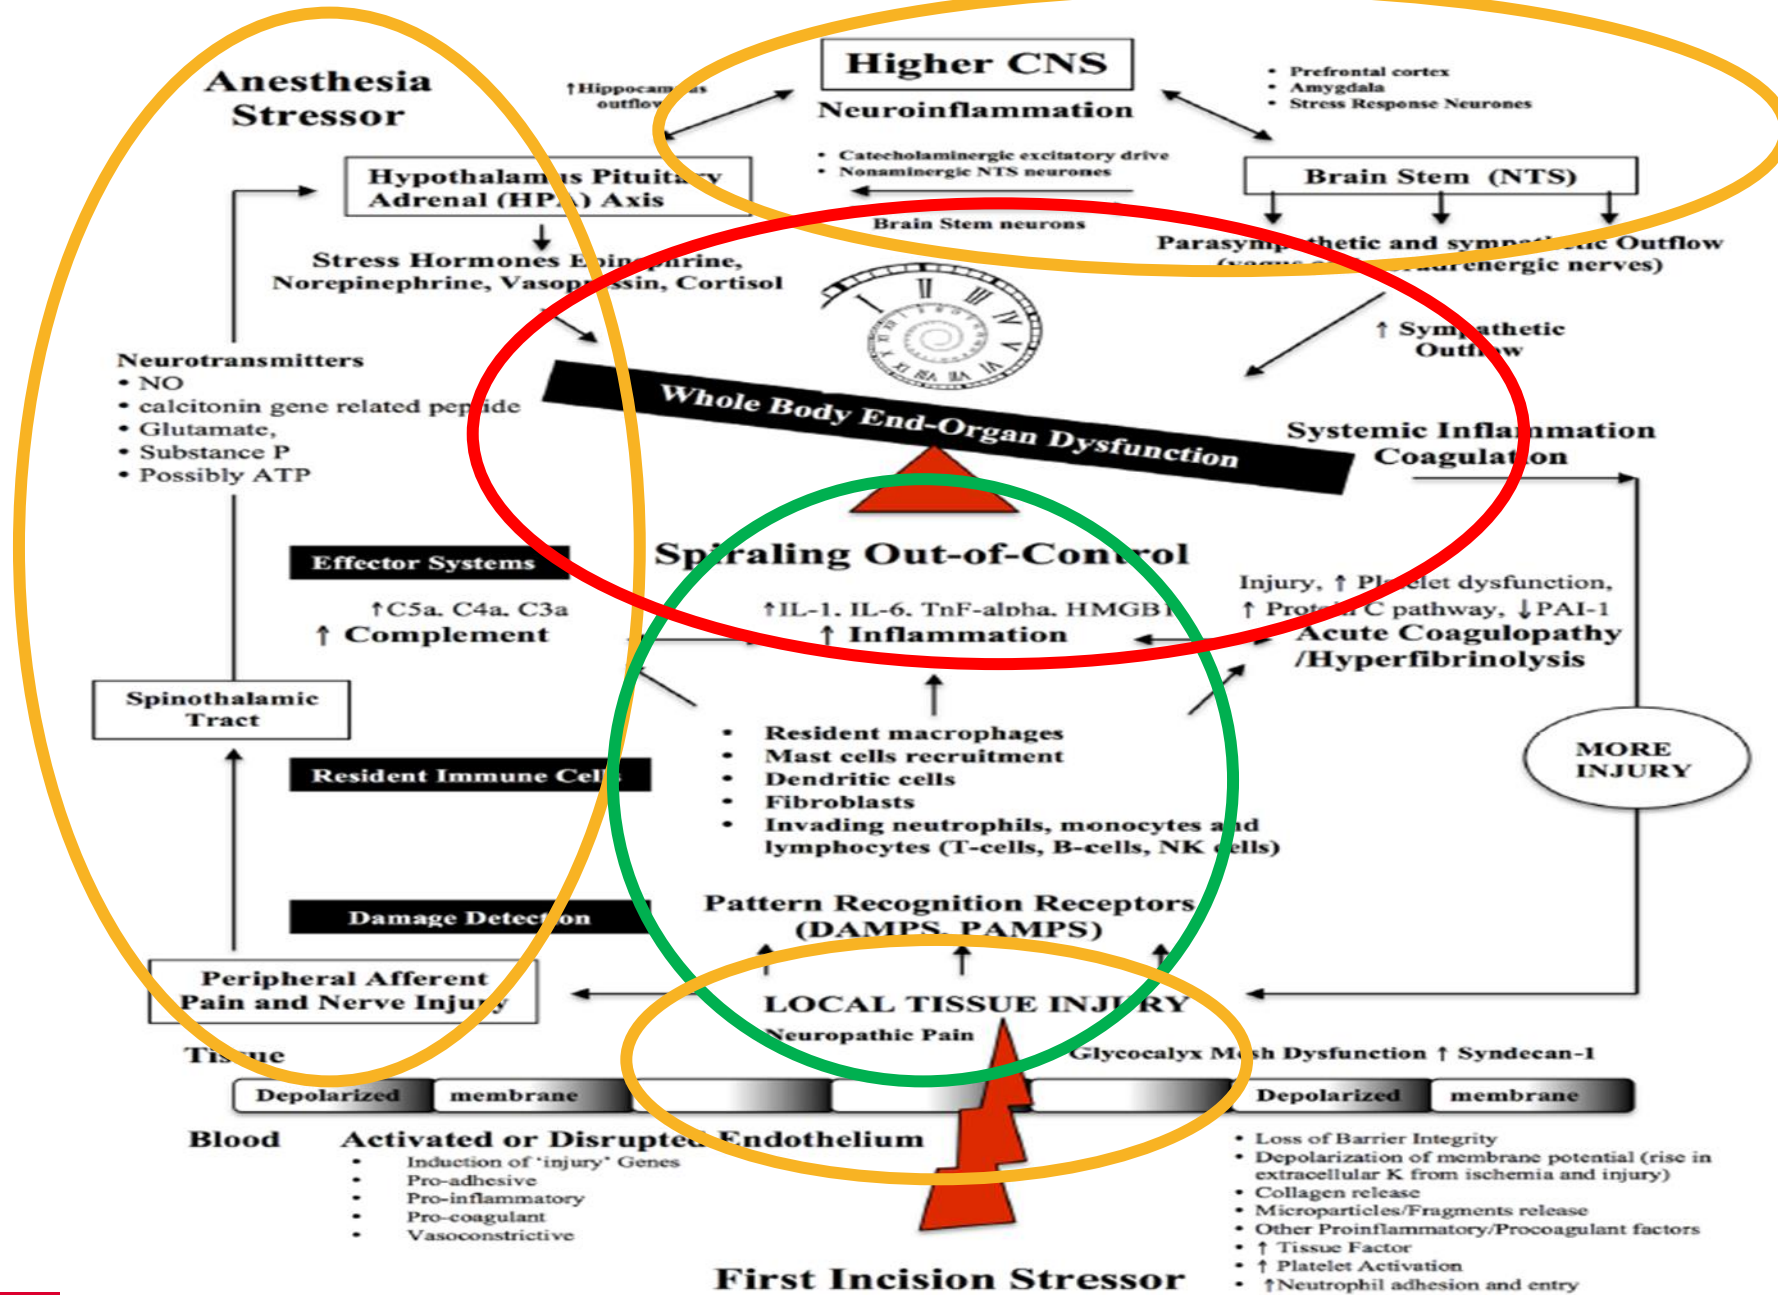 Anesthesia
Stressor
↑Hippocampus
outflow
Higher CNS
Neuroinflammation
• Prefrontal cortex
• Amygdala
• Stress Response Neurones
• Catecholaminergic excitatory drive
• Nonaminergic NTS neurones
Hypothalamus Pituitary
Adrenal (HPA) Axis
Brain Stem (NTS)
Brain Stem neurons
Stress Hormones Epinephrine,
Norepinephrine, Vasopressin, Cortisol
Parasympathetic and sympathetic Outflow
(vagus noradrenergic nerves)
I II III IV V VI VII
↑ Sympathetic
Outflow
Neurotransmitters
• NO
• calcitonin gene related peptide
• Glutamate,
• Substance P
• Possibly ATP
Whole Body End-Organ Dysfunction
Systemic Inflammation
Coagulation
Effector Systems
Spiraling Out-of-Control
↑C5a, C4a, C3a
↑ Complement
↑IL-1, IL-6, TnF-alpha, HMGB1
↑ Inflammation
Injury, ↑ Platelet dysfunction,
↑ Protein C pathway, ↓PAI-1
Acute Coagulopathy
/Hyperfibrinolysis
Spinothalamic
Tract
Resident Immune Cells
• Resident macrophages
• Mast cells recruitment
• Dendritic cells
• Fibroblasts
• Invading neutrophils, monocytes and
lymphocytes (T-cells, B-cells, NK cells)
MORE
INJURY
Damage Detection
Pattern Recognition Receptors
(DAMPS, PAMPS)
Peripheral Afferent
Pain and Nerve Injury
LOCAL TISSUE INJURY
Neuropathic Pain
Tissue
Glycocalyx Mesh Dysfunction ↑ Syndecan-1
Depolarized membrane
Depolarized membrane
Blood
Activated or Disrupted Endothelium
• Induction of ‘injury’ Genes
• Pro-adhesive
• Pro-inflammatory
• Pro-coagulant
• Vasoconstrictive
• Loss of Barrier Integrity
• Depolarization of membrane potential (rise in
extracellular K from ischemia and injury)
• Collagen release
• Microparticles/Fragments release
• Other Proinflammatory/Procoagulant factors
• ↑ Tissue Factor
• ↑ Platelet Activation
• ↑Neutrophil adhesion and entry
First Incision Stressor